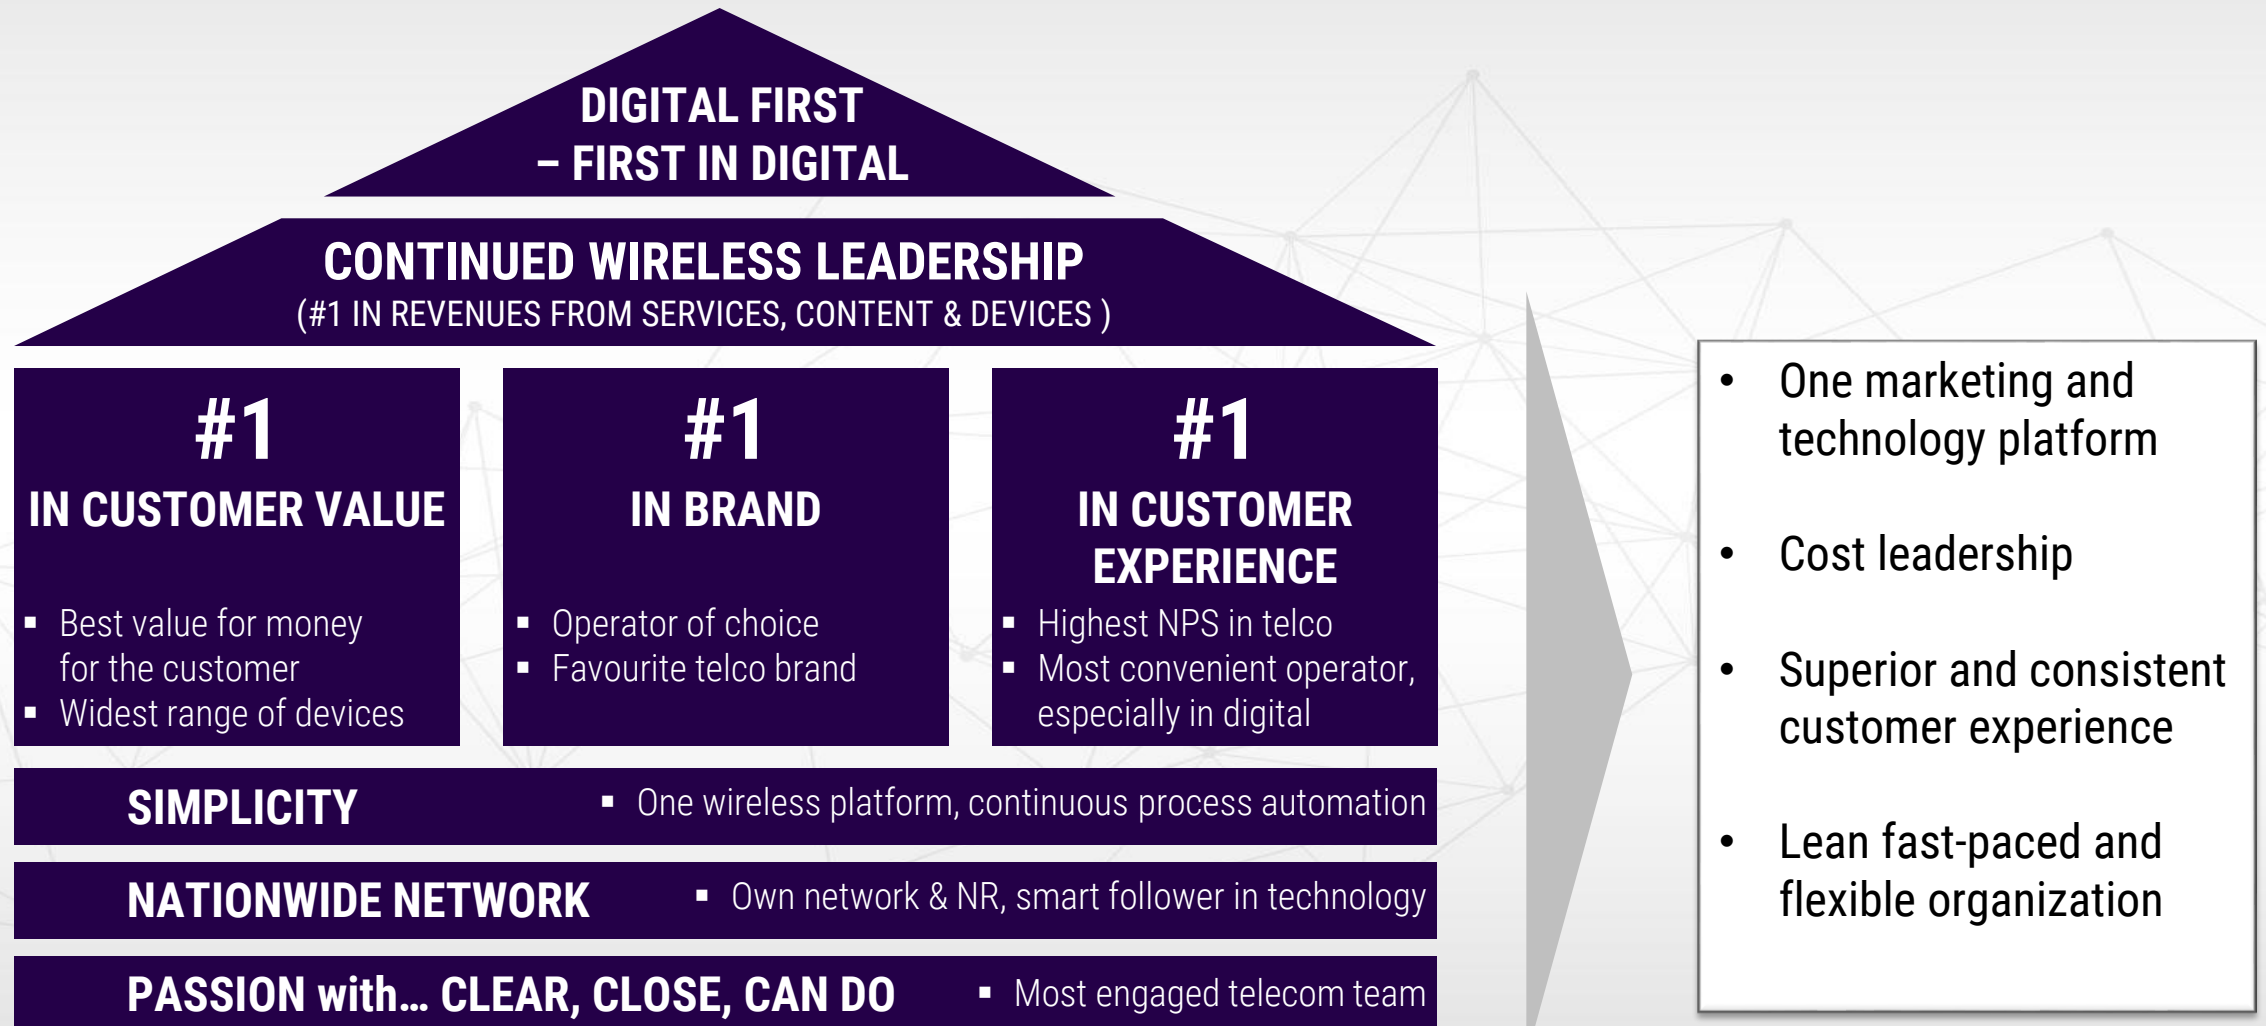 DIGITAL FIRST
– FIRST IN DIGITAL
CONTINUED WIRELESS LEADERSHIP
(#1 IN REVENUES FROM SERVICES, CONTENT & DEVICES )
#1
IN CUSTOMER VALUE
▪ Best value for money
for the customer
▪ Widest range of devices
#1
IN BRAND
▪ Operator of choice
▪ Favourite telco brand
#1
IN CUSTOMER
EXPERIENCE
▪ Highest NPS in telco
▪ Most convenient operator,
especially in digital
SIMPLICITY ▪ One wireless platform, continuous process automation
NATIONWIDE NETWORK ▪ Own network & NR, smart follower in technology
PASSION with… CLEAR, CLOSE, CAN DO ▪ Most engaged telecom team
• One marketing and
technology platform
• Cost leadership
• Superior and consistent
customer experience
• Lean fast-paced and
flexible organization